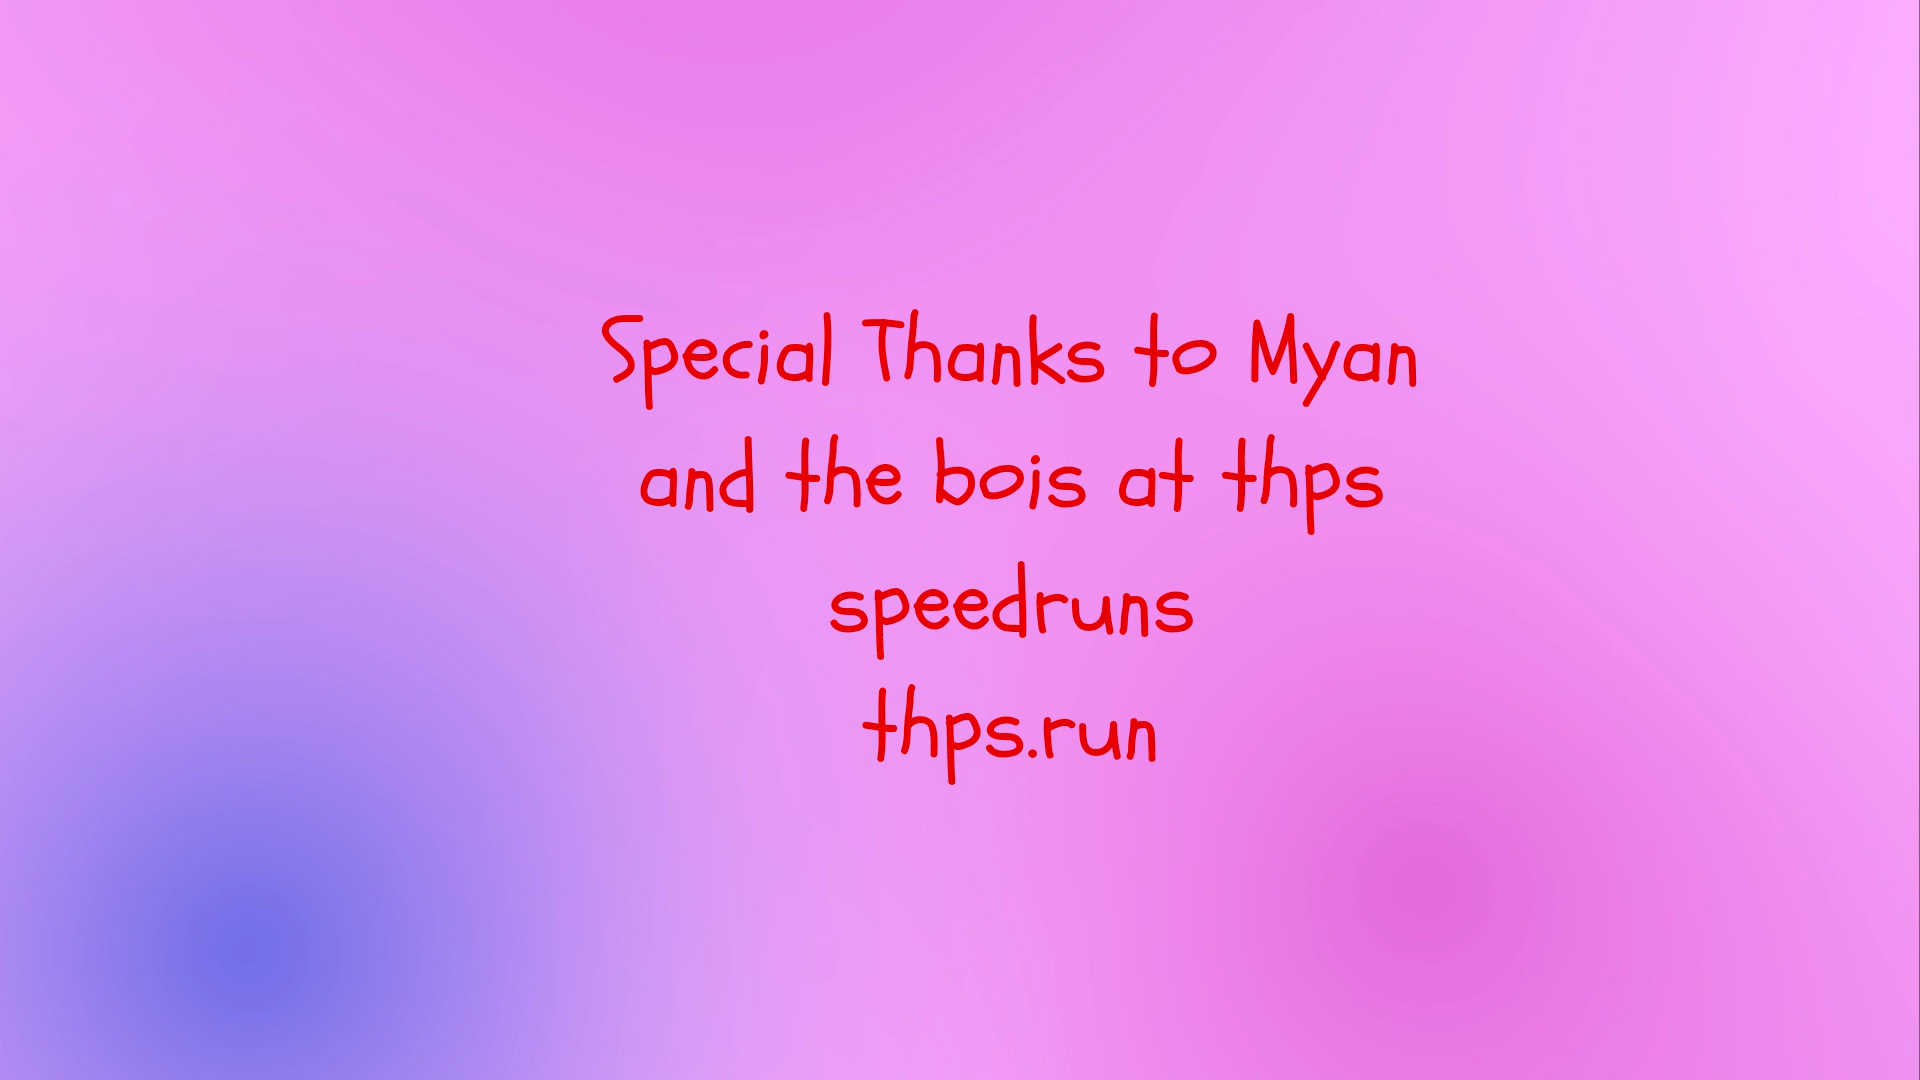 Special Thanks to Myan
and the bois at thps
speedruns
thps.run